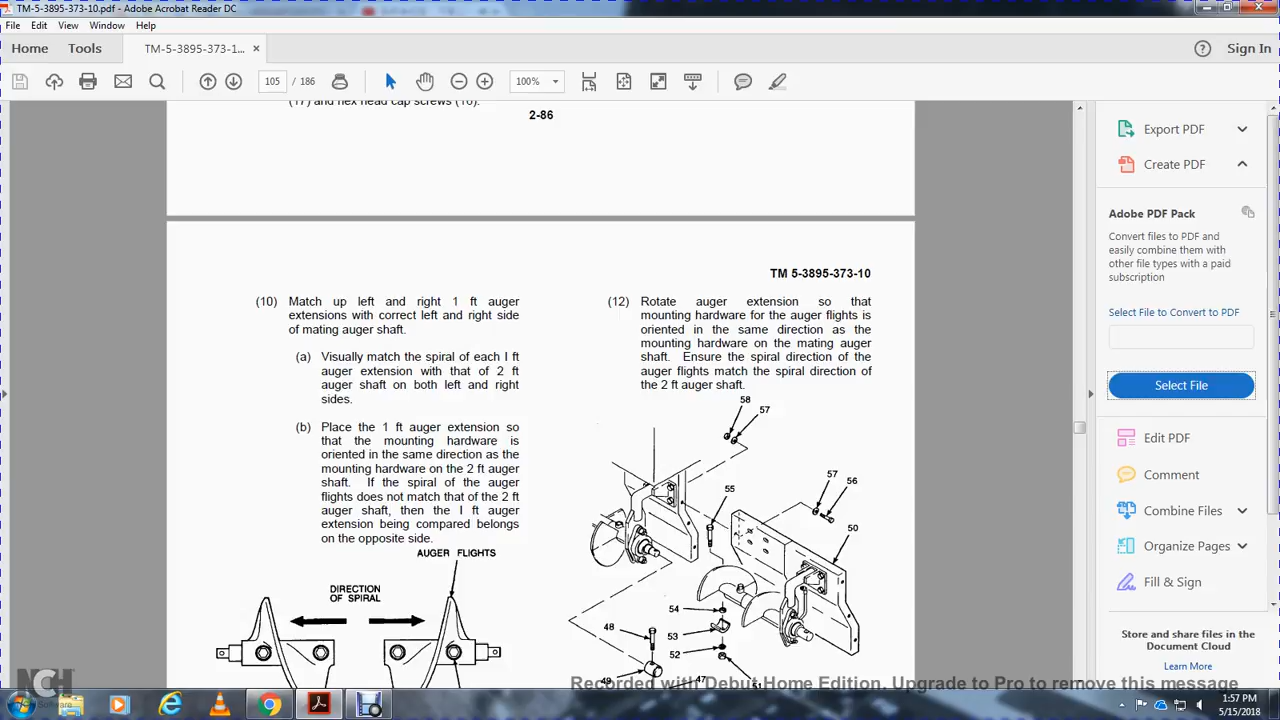 TM-5-3895-373-10.pdf - Adobe Acrobat Reader DC
File Edit View Window Help
Home Tools TM-5-3895-373-1... × Sign In
105 / 186 100%
(17) and hex head cap screws (16).
2-86
TM 5-3895-373-10
(10) Match up left and right 1 ft auger
extensions with correct left and right side
of mating auger shaft.
(a) Visually match the spiral of each I ft
auger extension with that of 2 ft
auger shaft on both left and right
sides.
(b) Place the 1 ft auger extension so
that the mounting hardware is
oriented in the same direction as the
mounting hardware on the 2 ft auger
shaft. If the spiral of the auger
flights does not match that of the 2 ft
auger shaft, then the I ft auger
extension being compared belongs
on the opposite side.
AUGER FLIGHTS
DIRECTION
OF SPIRAL
(12) Rotate auger extension so that
mounting hardware for the auger flights is
oriented in the same direction as the
mounting hardware on the mating auger
shaft. Ensure the spiral direction of the
auger flights match the spiral direction of
the 2 ft auger shaft.
58
57
57
56
55
50
54
48
53
52
49
47
51
Export PDF
Create PDF
Adobe PDF Pack
Convert files to PDF and
easily combine them with
other file types with a paid
subscription
Select File to Convert to PDF
Select File
Edit PDF
Comment
Combine Files
Organize Pages
Fill & Sign
Store and share files in the
Document Cloud
Learn More
NCH
Software
Recorded with Debut Home Edition. Upgrade to Pro to remove this message
1:57 PM
5/15/2018